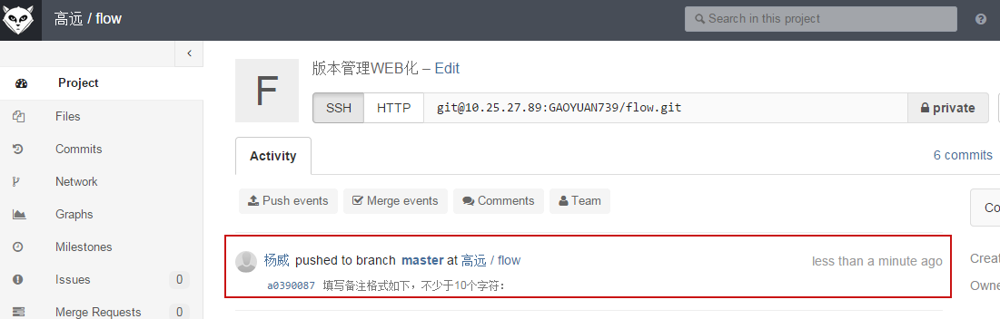 高远 / flow
Search in this project
Project
Files
Commits
Network
Graphs
Milestones
Issues 0
Merge Requests 0
F
版本管理WEB化 – Edit
SSH HTTP git@10.25.27.89:GAOYUAN739/flow.git private
Activity
6 commits
Push events Merge events Comments Team
杨威 pushed to branch master at 高远 / flow
less than a minute ago
a0390087 填写备注格式如下，不少于10个字符：
Co
Creat
Owne